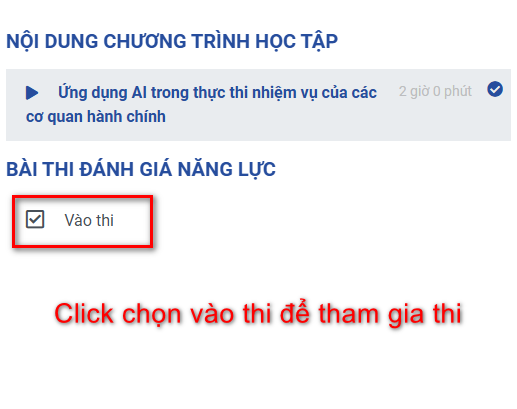 NỘI DUNG CHƯƠNG TRÌNH HỌC TẬP
Ứng dụng AI trong thực thi nhiệm vụ của các 2 giờ 0 phút
cơ quan hành chính
BÀI THI ĐÁNH GIÁ NĂNG LỰC
Vào thi
Click chọn vào thi để tham gia thi